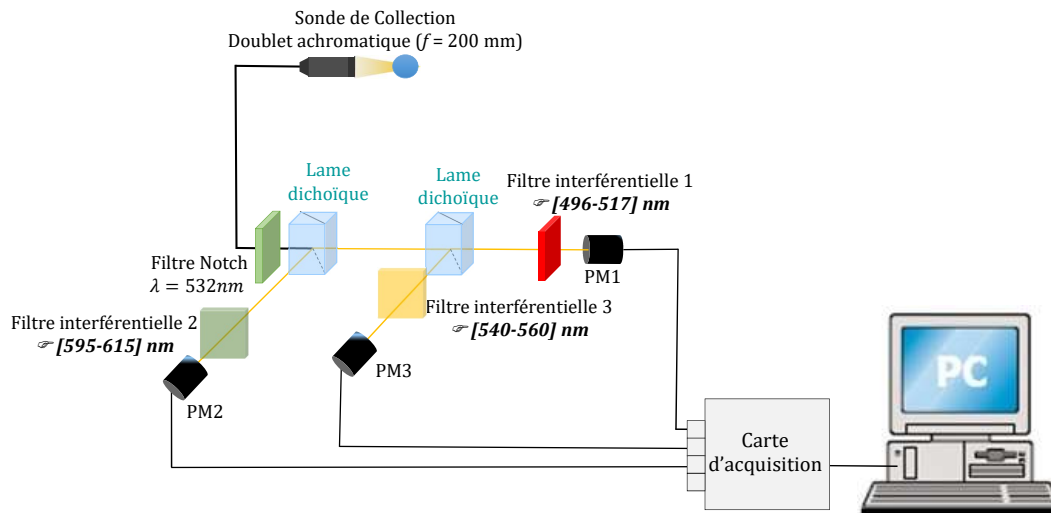 Sonde de Collection
Doublet achromatique (f = 200 mm)
Lame
dichoïque
Lame
dichoïque
Filtre interférentielle 1
☞ [496-517] nm
Filtre Notch
λ = 532nm
PM1
Filtre interférentielle 2
☞ [595-615] nm
Filtre interférentielle 3
☞ [540-560] nm
PM2
PM3
PC
Carte
d'acquisition